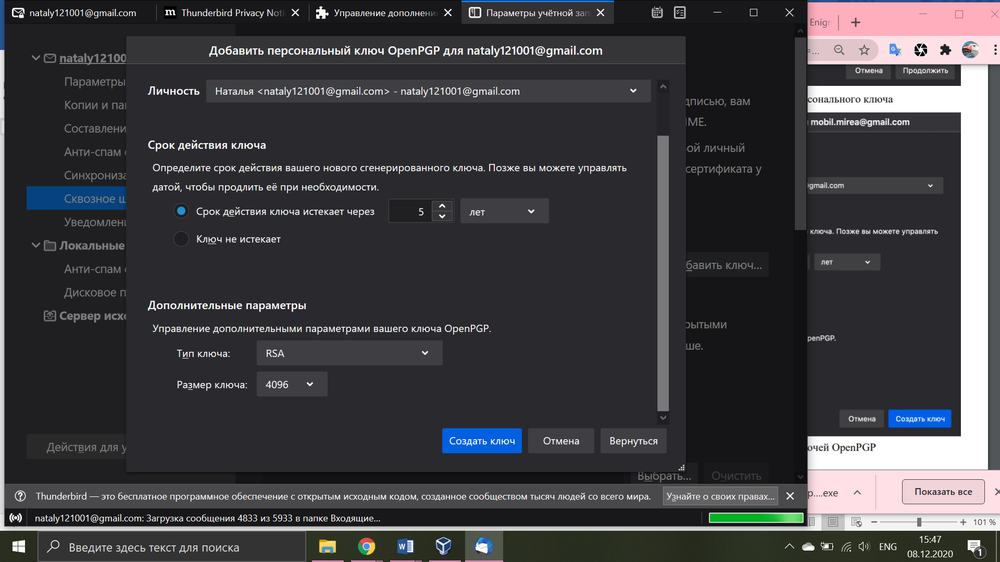 nataly121001@gmail.com
Thunderbird Privacy Noti
Управление дополнени
Параметры учётной зап
Enigm
Добавить персональный ключ OpenPGP для nataly121001@gmail.com
nataly121001
Параметры
Копии и па
Составлени
Анти-спам
Синхрониза
Сквозное ш
Уведомлени
Локальные
Анти-спам
Дисковое п
Сервер исхо
Действия для у
Личность
Наталья <nataly121001@gmail.com> - nataly121001@gmail.com
Срок действия ключа
Определите срок действия вашего нового сгенерированного ключа. Позже вы можете управлять
датой, чтобы продлить её при необходимости.
Срок действия ключа истекает через
5
лет
Ключ не истекает
Дополнительные параметры
Управление дополнительными параметрами вашего ключа OpenPGP.
Тип ключа:
RSA
Размер ключа:
4096
Создать ключ
Отмена
Вернуться
дписью, вам
IME.
ой личный
сертификата у
бавить ключ...
рытыми
ше.
Выбрать...
Очистить
Отмена
Продолжить
сонального ключа
mobil.mirea@gmail.com
@gmail.com
ключа. Позже вы можете управлять
лет
penPGP.
Отмена
Создать ключ
очей OpenPGP
Thunderbird — это бесплатное программное обеспечение с открытым исходным кодом, созданное сообществом тысяч людей со всего мира.
Узнайте о своих правах...
p....exe
Показать все
nataly121001@gmail.com: Загрузка сообщения 4833 из 5933 в папке Входящие...
101 %
Введите здесь текст для поиска
ENG
15:47
08.12.2020
1